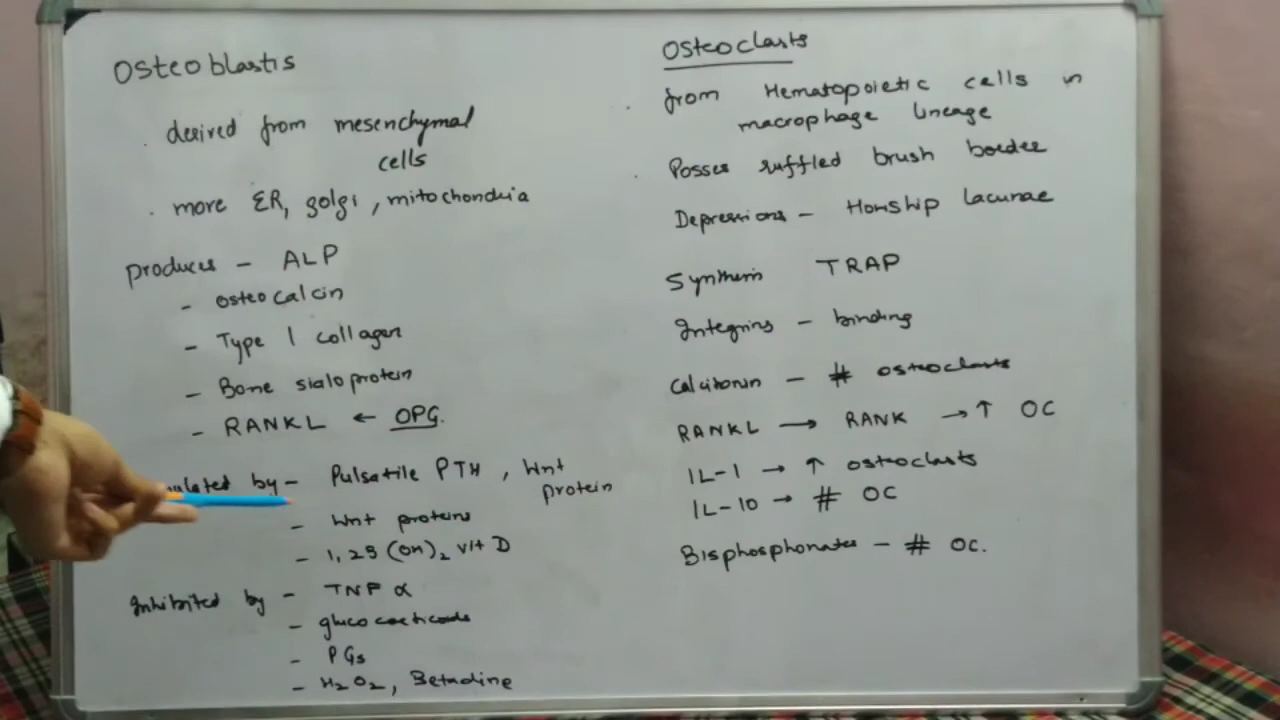 Osteoblastis
. derived from mesenchymal
cells
. more ER, golgi, mitochondria
produces - ALP
- osteocalcin
- Type 1 collagen
- Bone sialoprotein
- RANKL ← OPG.
by - Pulsatile PTH, Wnt
protein
- Wnt proteins
- 1,25 (OH)2 vit D
Inhibited by - TNF α
- glucocorticoids
- PGs
- H2O2, Betadine
Osteoclasts
. from Hematopoietic cells in
macrophage lineage
. Posses ruffled brush border
Depressions - Howship lacunae
Synthesis TRAP
Integrins - binding
Calcitonin - # osteoclasts
RANKL → RANK → ↑ OC
IL-1 → ↑ osteoclasts
IL-10 → # OC
Bisphosphonates - # OC.